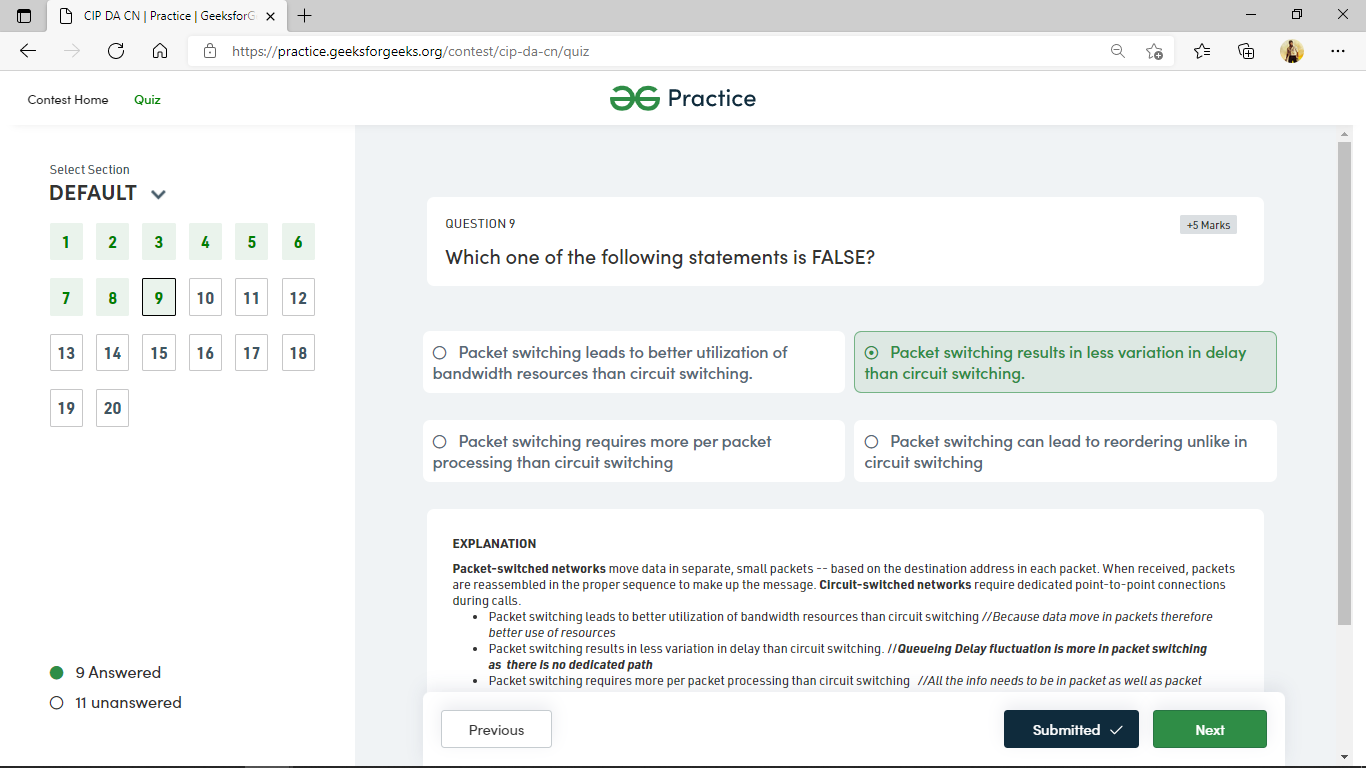 CIP DA CN | Practice | GeeksforG
https://practice.geeksforgeeks.org/contest/cip-da-cn/quiz
Contest Home
Quiz
Practice
Select Section
DEFAULT
1 2 3 4 5 6
7 8 9 10 11 12
13 14 15 16 17 18
19 20
9 Answered
11 unanswered
QUESTION 9
+5 Marks
Which one of the following statements is FALSE?
Packet switching leads to better utilization of
bandwidth resources than circuit switching.
Packet switching results in less variation in delay
than circuit switching.
Packet switching requires more per packet
processing than circuit switching
Packet switching can lead to reordering unlike in
circuit switching
EXPLANATION
Packet-switched networks move data in separate, small packets -- based on the destination address in each packet. When received, packets
are reassembled in the proper sequence to make up the message. Circuit-switched networks require dedicated point-to-point connections
during calls.
• Packet switching leads to better utilization of bandwidth resources than circuit switching //Because data move in packets therefore
better use of resources
• Packet switching results in less variation in delay than circuit switching. //Queueing Delay fluctuation is more in packet switching
as there is no dedicated path
• Packet switching requires more per packet processing than circuit switching //All the info needs to be in packet as well as packet
Previous
Submitted
Next